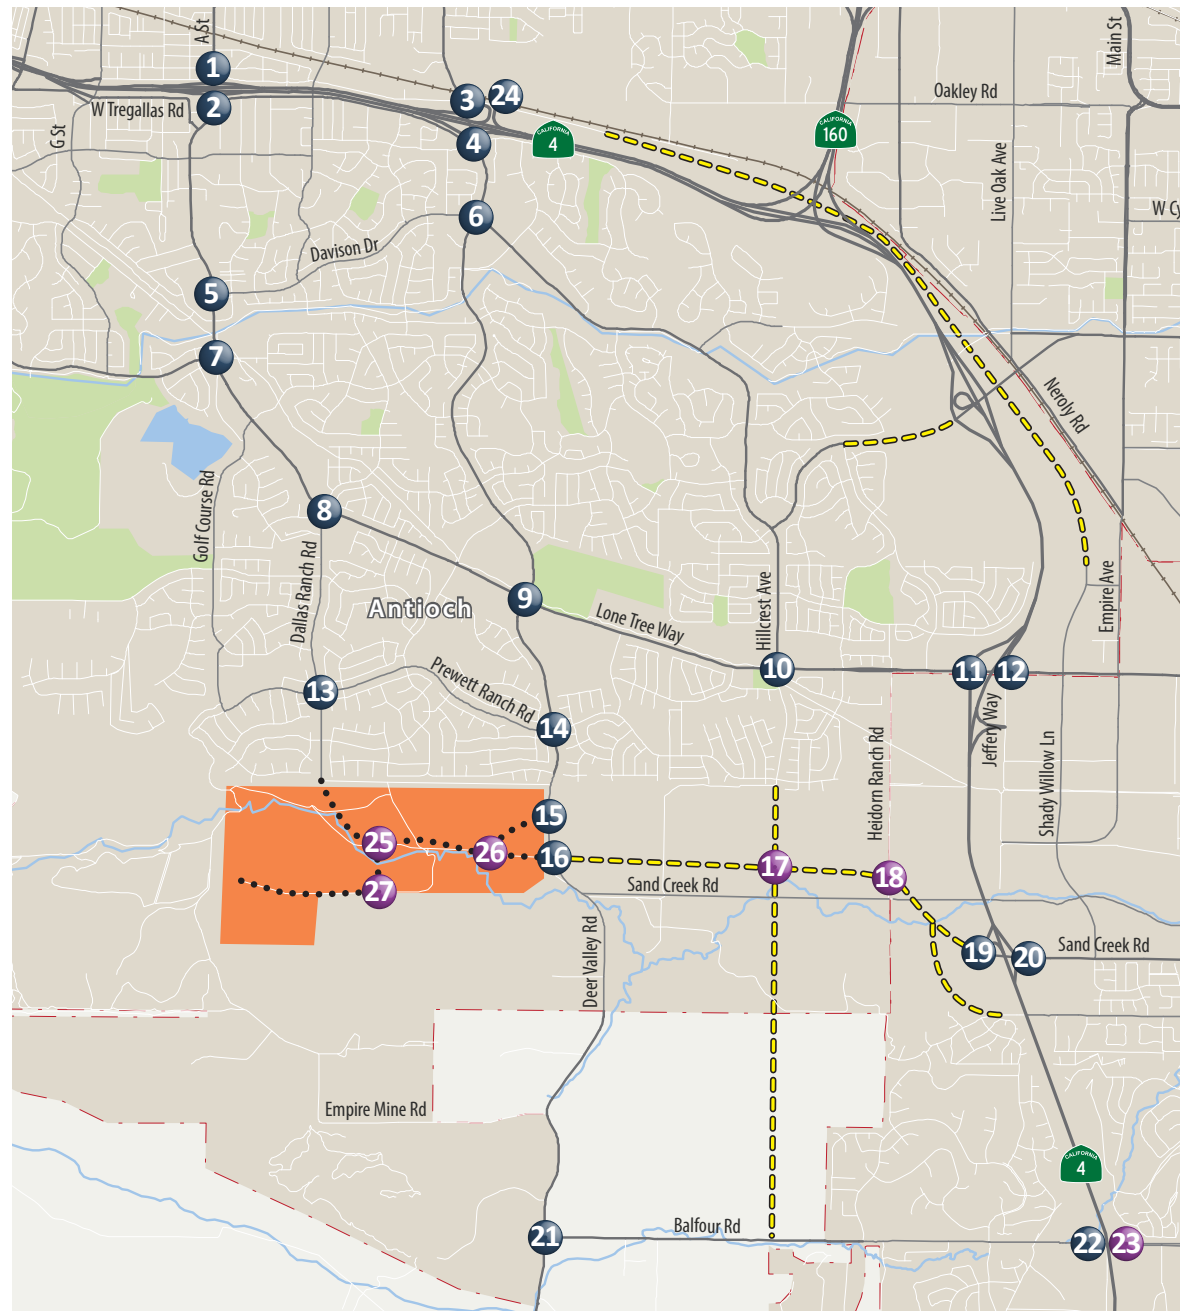 A St
Main St
1
3
24
Oakley Rd
2
W Tregallas Rd
CALIFORNIA
160
G St
4
CALIFORNIA
4
Live Oak Ave
6
W Cy
Davison Dr
5
7
Neroly Rd
8
Golf Course Rd
Dallas Ranch Rd
Antioch
9
Lone Tree Way
Hillcrest Ave
Empire Ave
10
11
12
Prewett Ranch Rd
13
14
Jeffery Way
Heidorn Ranch Rd
Shady Willow Ln
15
25
26
16
17
18
27
Sand Creek Rd
Deer Valley Rd
19
20
Sand Creek Rd
Empire Mine Rd
CALIFORNIA
4
21
Balfour Rd
22
23